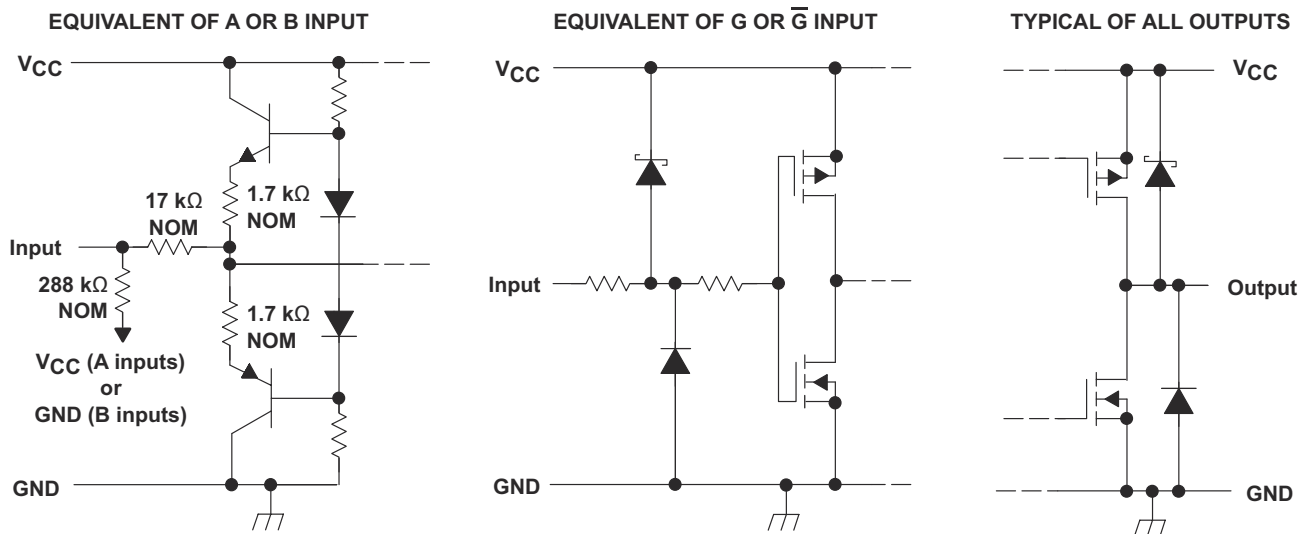 EQUIVALENT OF A OR B INPUT
VCC
17 kΩ
NOM
1.7 kΩ
NOM
Input
288 kΩ
NOM
1.7 kΩ
NOM
VCC (A inputs)
or
GND (B inputs)
GND
EQUIVALENT OF G OR G̅ INPUT
VCC
Input
GND
TYPICAL OF ALL OUTPUTS
VCC
Output
GND